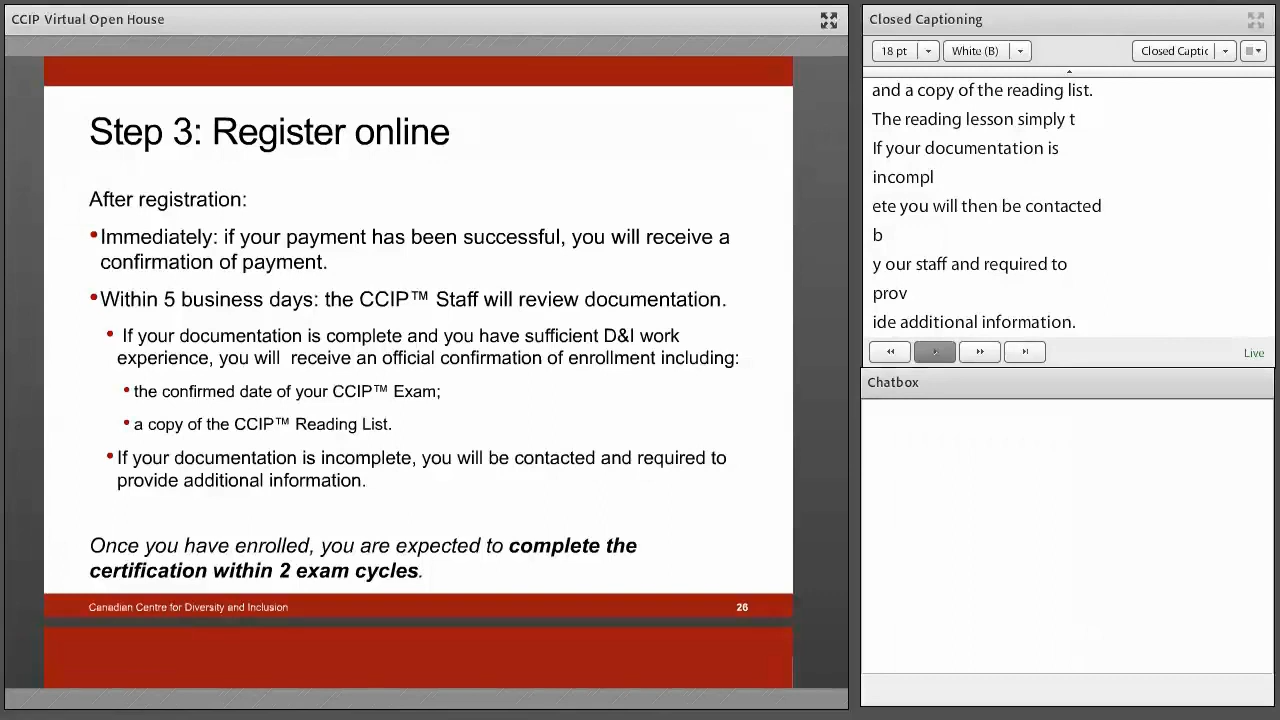 CCIP Virtual Open House
Step 3: Register online
After registration:
•Immediately: if your payment has been successful, you will receive a
confirmation of payment.
•Within 5 business days: the CCIP™ Staff will review documentation.
• If your documentation is complete and you have sufficient D&I work
experience, you will receive an official confirmation of enrollment including:
• the confirmed date of your CCIP™ Exam;
• a copy of the CCIP™ Reading List.
•If your documentation is incomplete, you will be contacted and required to
provide additional information.
Once you have enrolled, you are expected to complete the
certification within 2 exam cycles.
Canadian Centre for Diversity and Inclusion 26
Closed Captioning
18 pt White (B) Closed Captic
and a copy of the reading list.
The reading lesson simply t
If your documentation is
incompl
ete you will then be contacted
b
y our staff and required to
prov
ide additional information.
Live
Chatbox